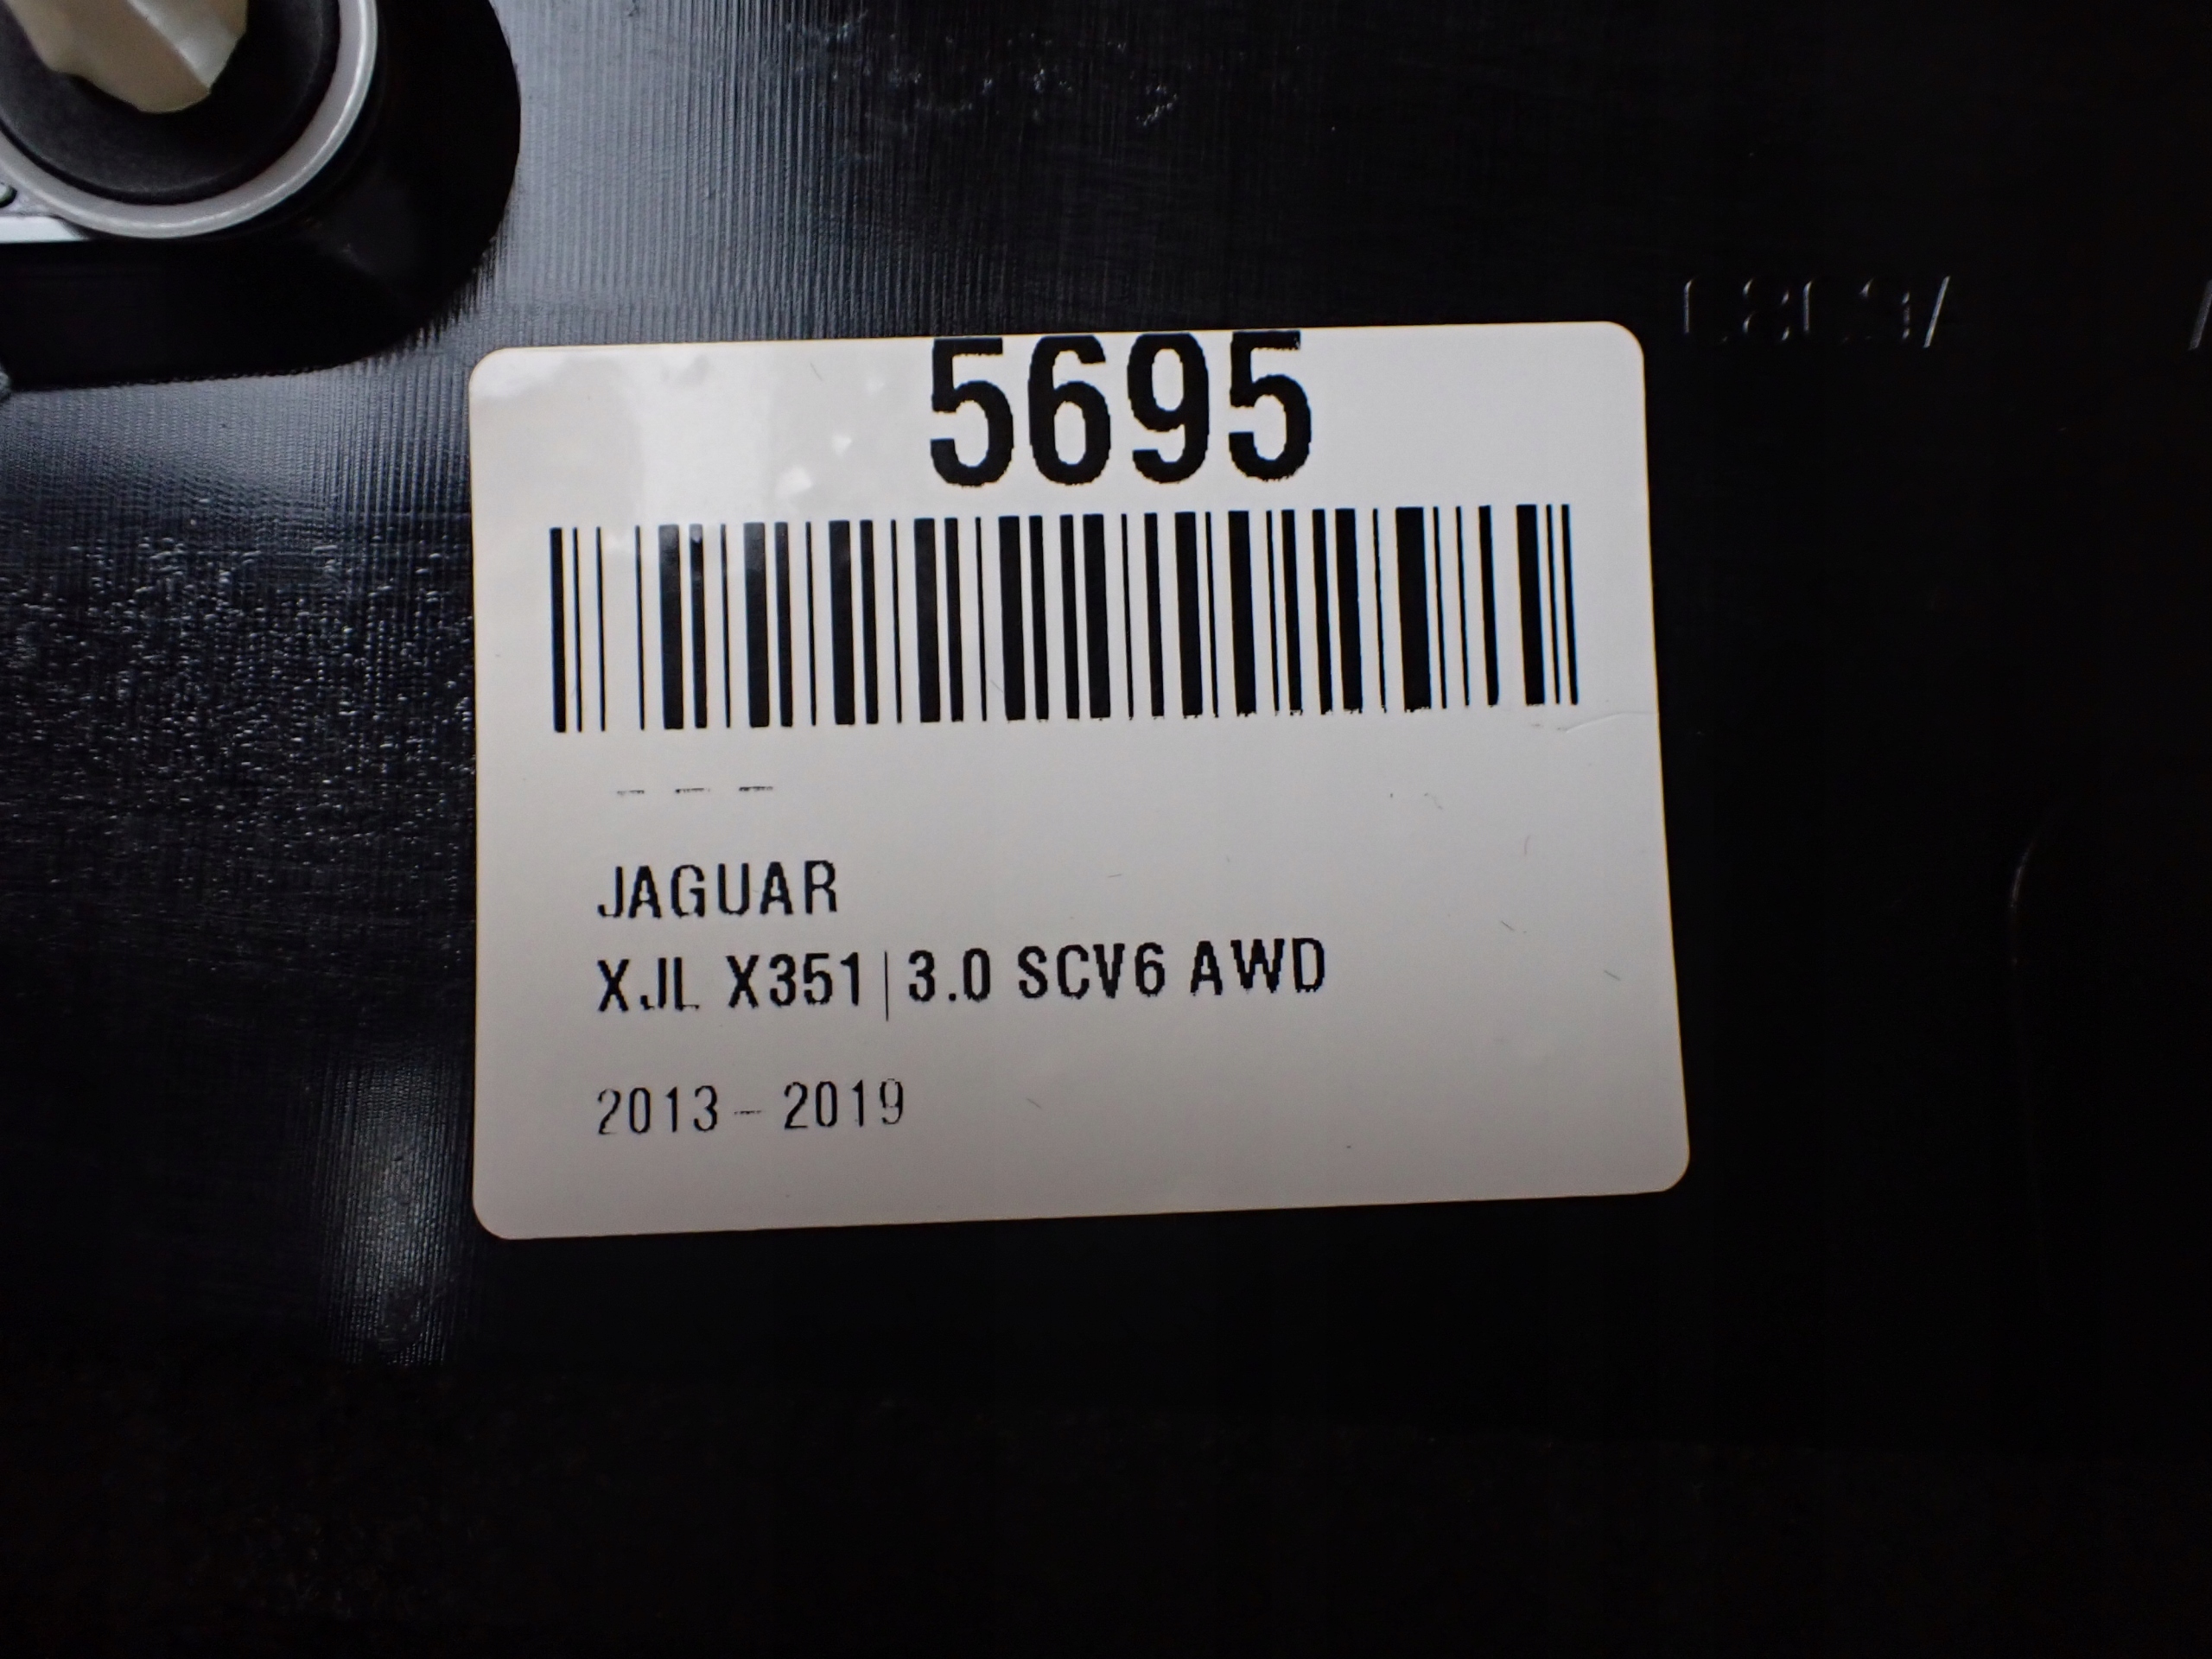 5695
JAGUAR
XJL X351|3.0 SCV6 AWD
2013 - 2019